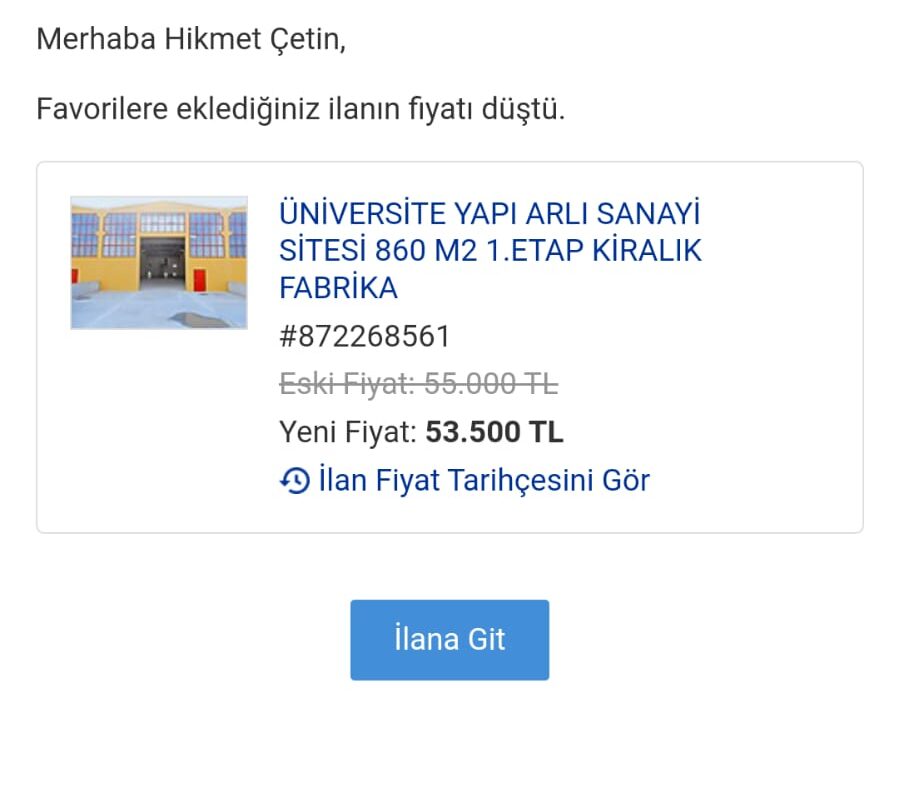 Merhaba Hikmet Çetin,
Favorilere eklediğiniz ilanın fiyatı düştü.
ÜNİVERSİTE YAPI ARLI SANAYİ
SİTESİ 860 M2 1.ETAP KİRALIK
FABRİKA
#872268561
Eski Fiyat: 55.000 TL
Yeni Fiyat: 53.500 TL
İlan Fiyat Tarihçesini Gör
İlana Git